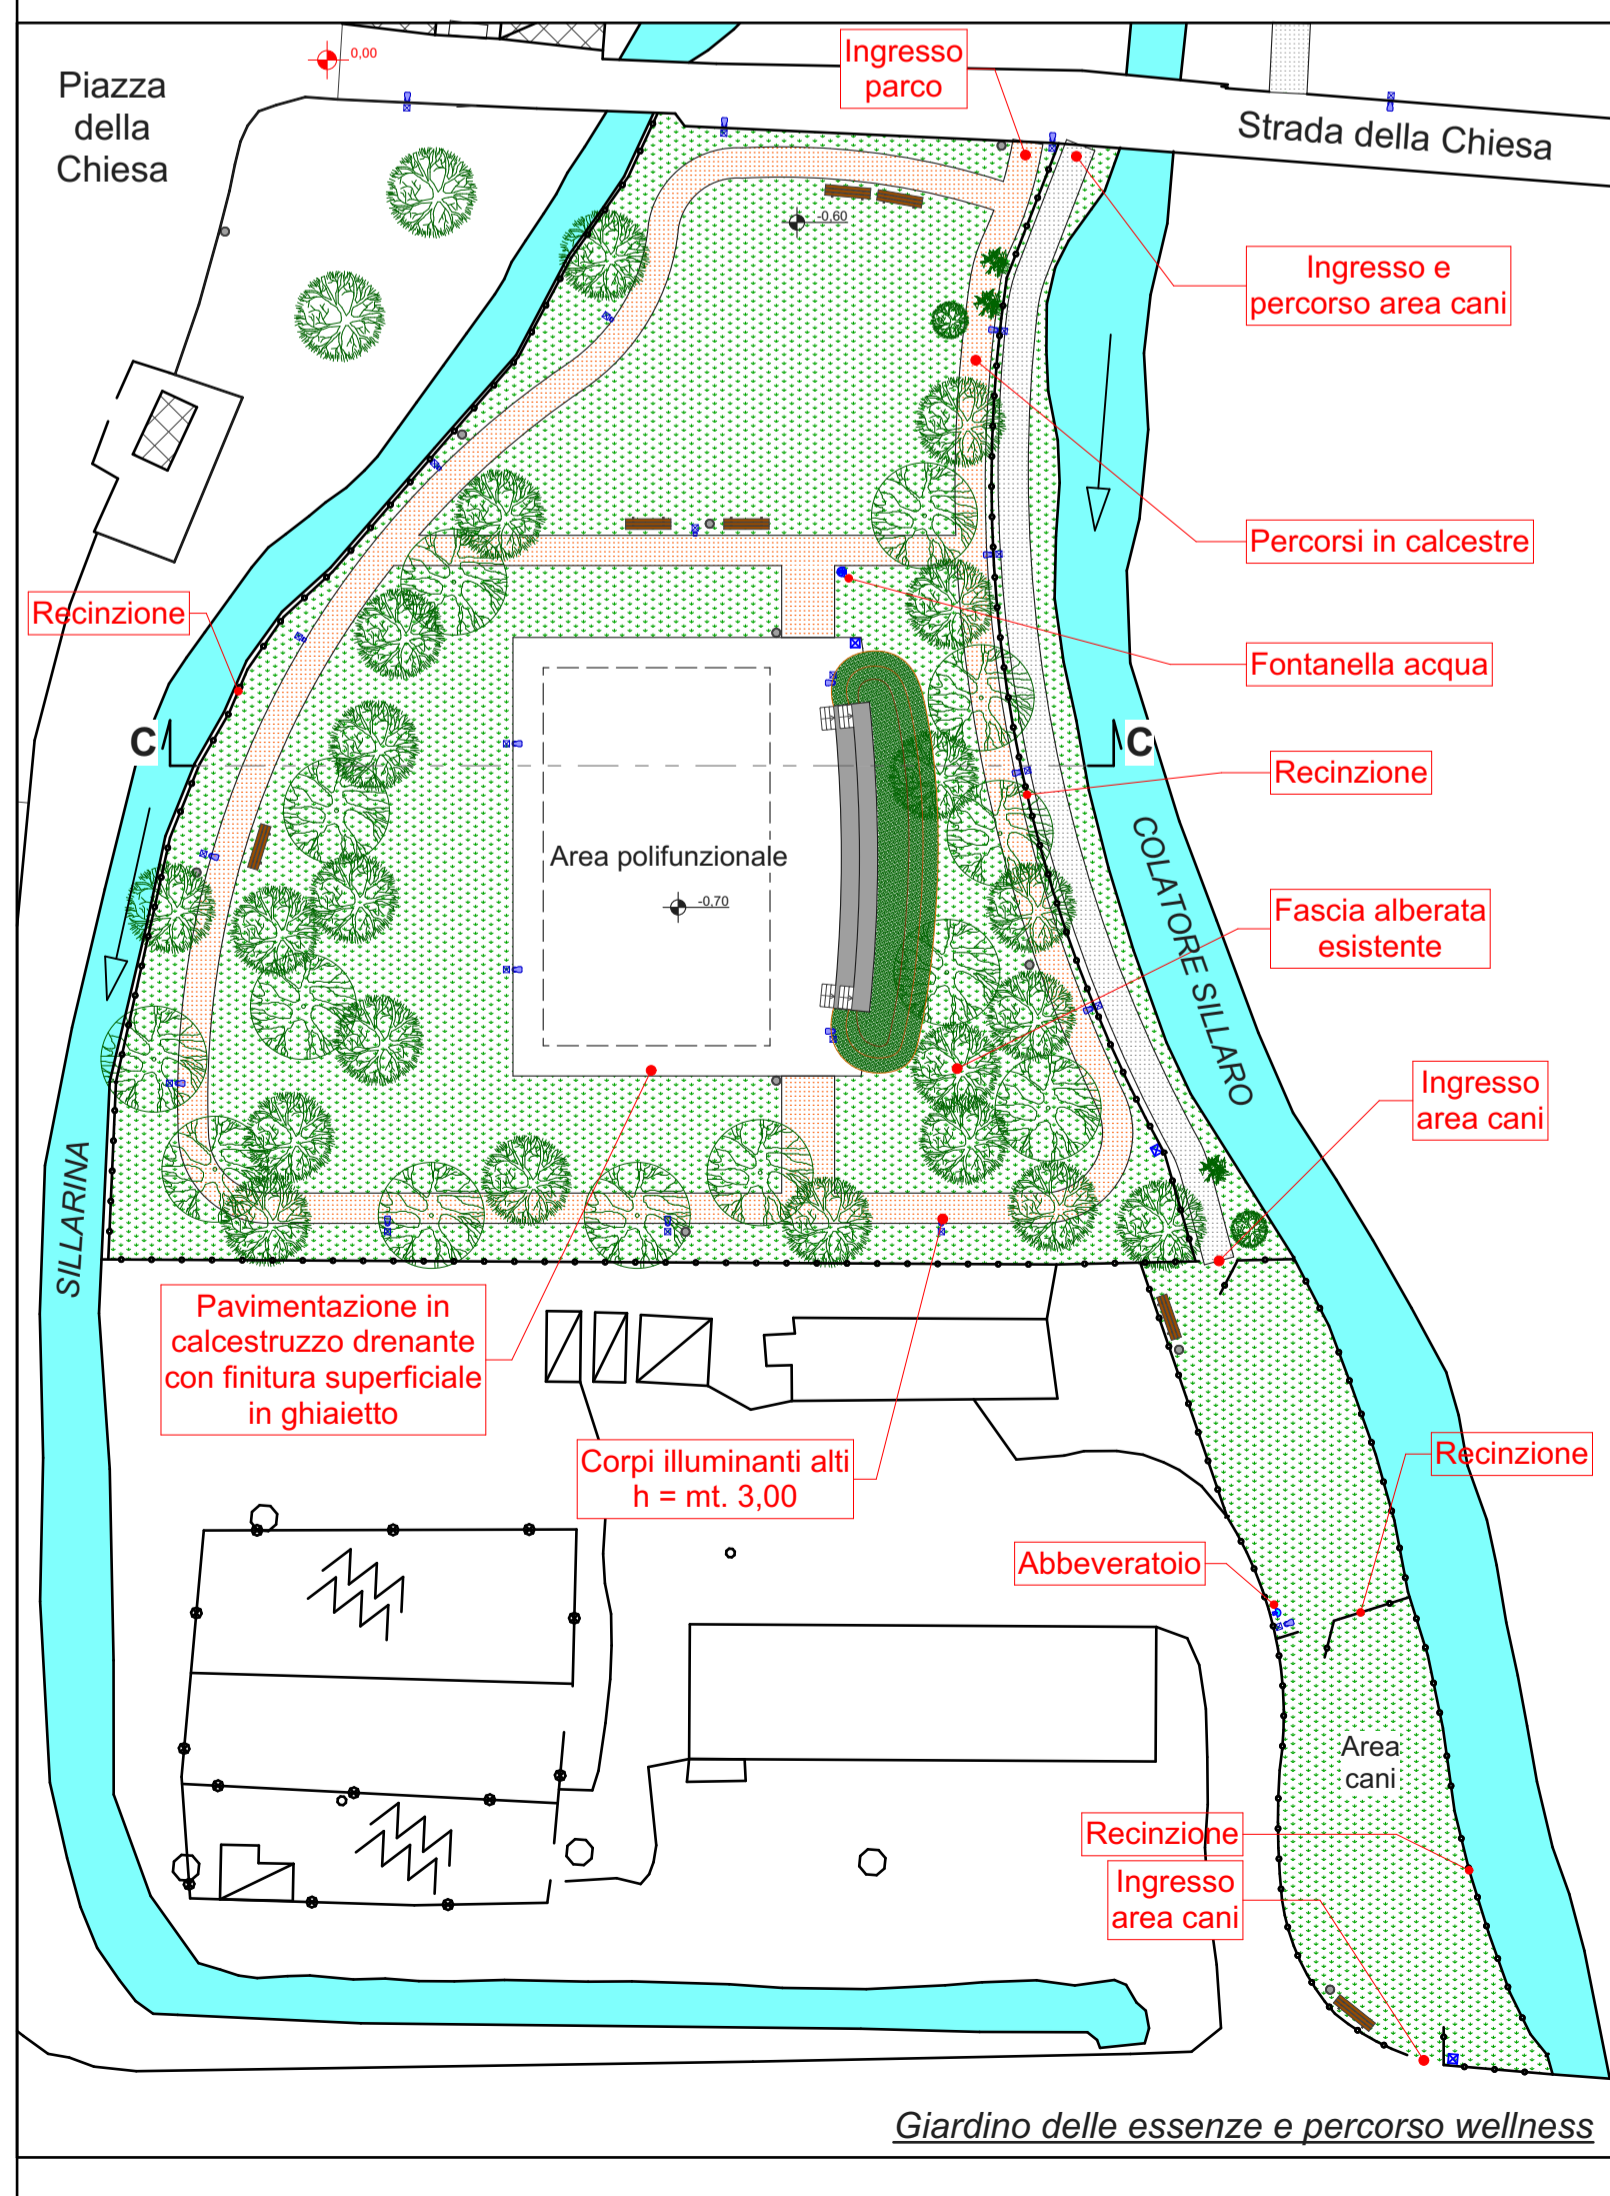 0,00
Piazza
della
Chiesa
Ingresso
parco
Strada della Chiesa
-0,60
Ingresso e
percorso area cani
Percorsi in calcestre
Recinzione
Fontanella acqua
C
C
Recinzione
Area polifunzionale
-0,70
COLATORE SILLARO
Fascia alberata
esistente
Ingresso
area cani
SILLARINA
Pavimentazione in
calcestruzzo drenante
con finitura superficiale
in ghiaietto
Corpi illuminanti alti
h = mt. 3,00
Recinzione
Abbeveratoio
Area
cani
Recinzione
Ingresso
area cani
Giardino delle essenze e percorso wellness